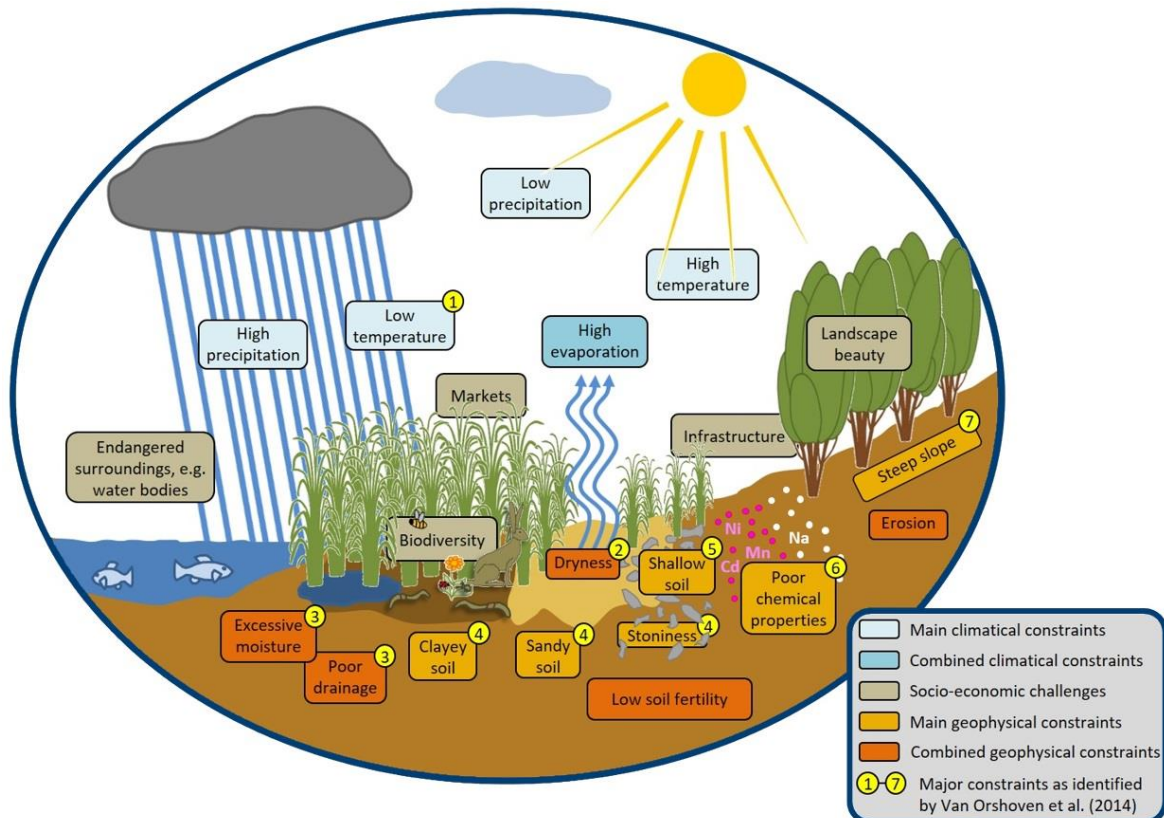 Low
precipitation
High
temperature
Low
temperature
1
High
precipitation
High
evaporation
Landscape
beauty
Markets
Infrastructure
7
Steep slope
Endangered
surroundings, e.g.
water bodies
Biodiversity
Erosion
Ni
Na
Mn
Cd
Dryness
2
Shallow
soil
5
Poor
chemical
properties
6
Excessive
moisture
3
Poor
drainage
3
Clayey
soil
4
Sandy
soil
4
Stoniness
4
Low soil fertility
Main climatical constraints
Combined climatical constraints
Socio-economic challenges
Main geophysical constraints
Combined geophysical constraints
1-7 Major constraints as identified
by Van Orshoven et al. (2014)